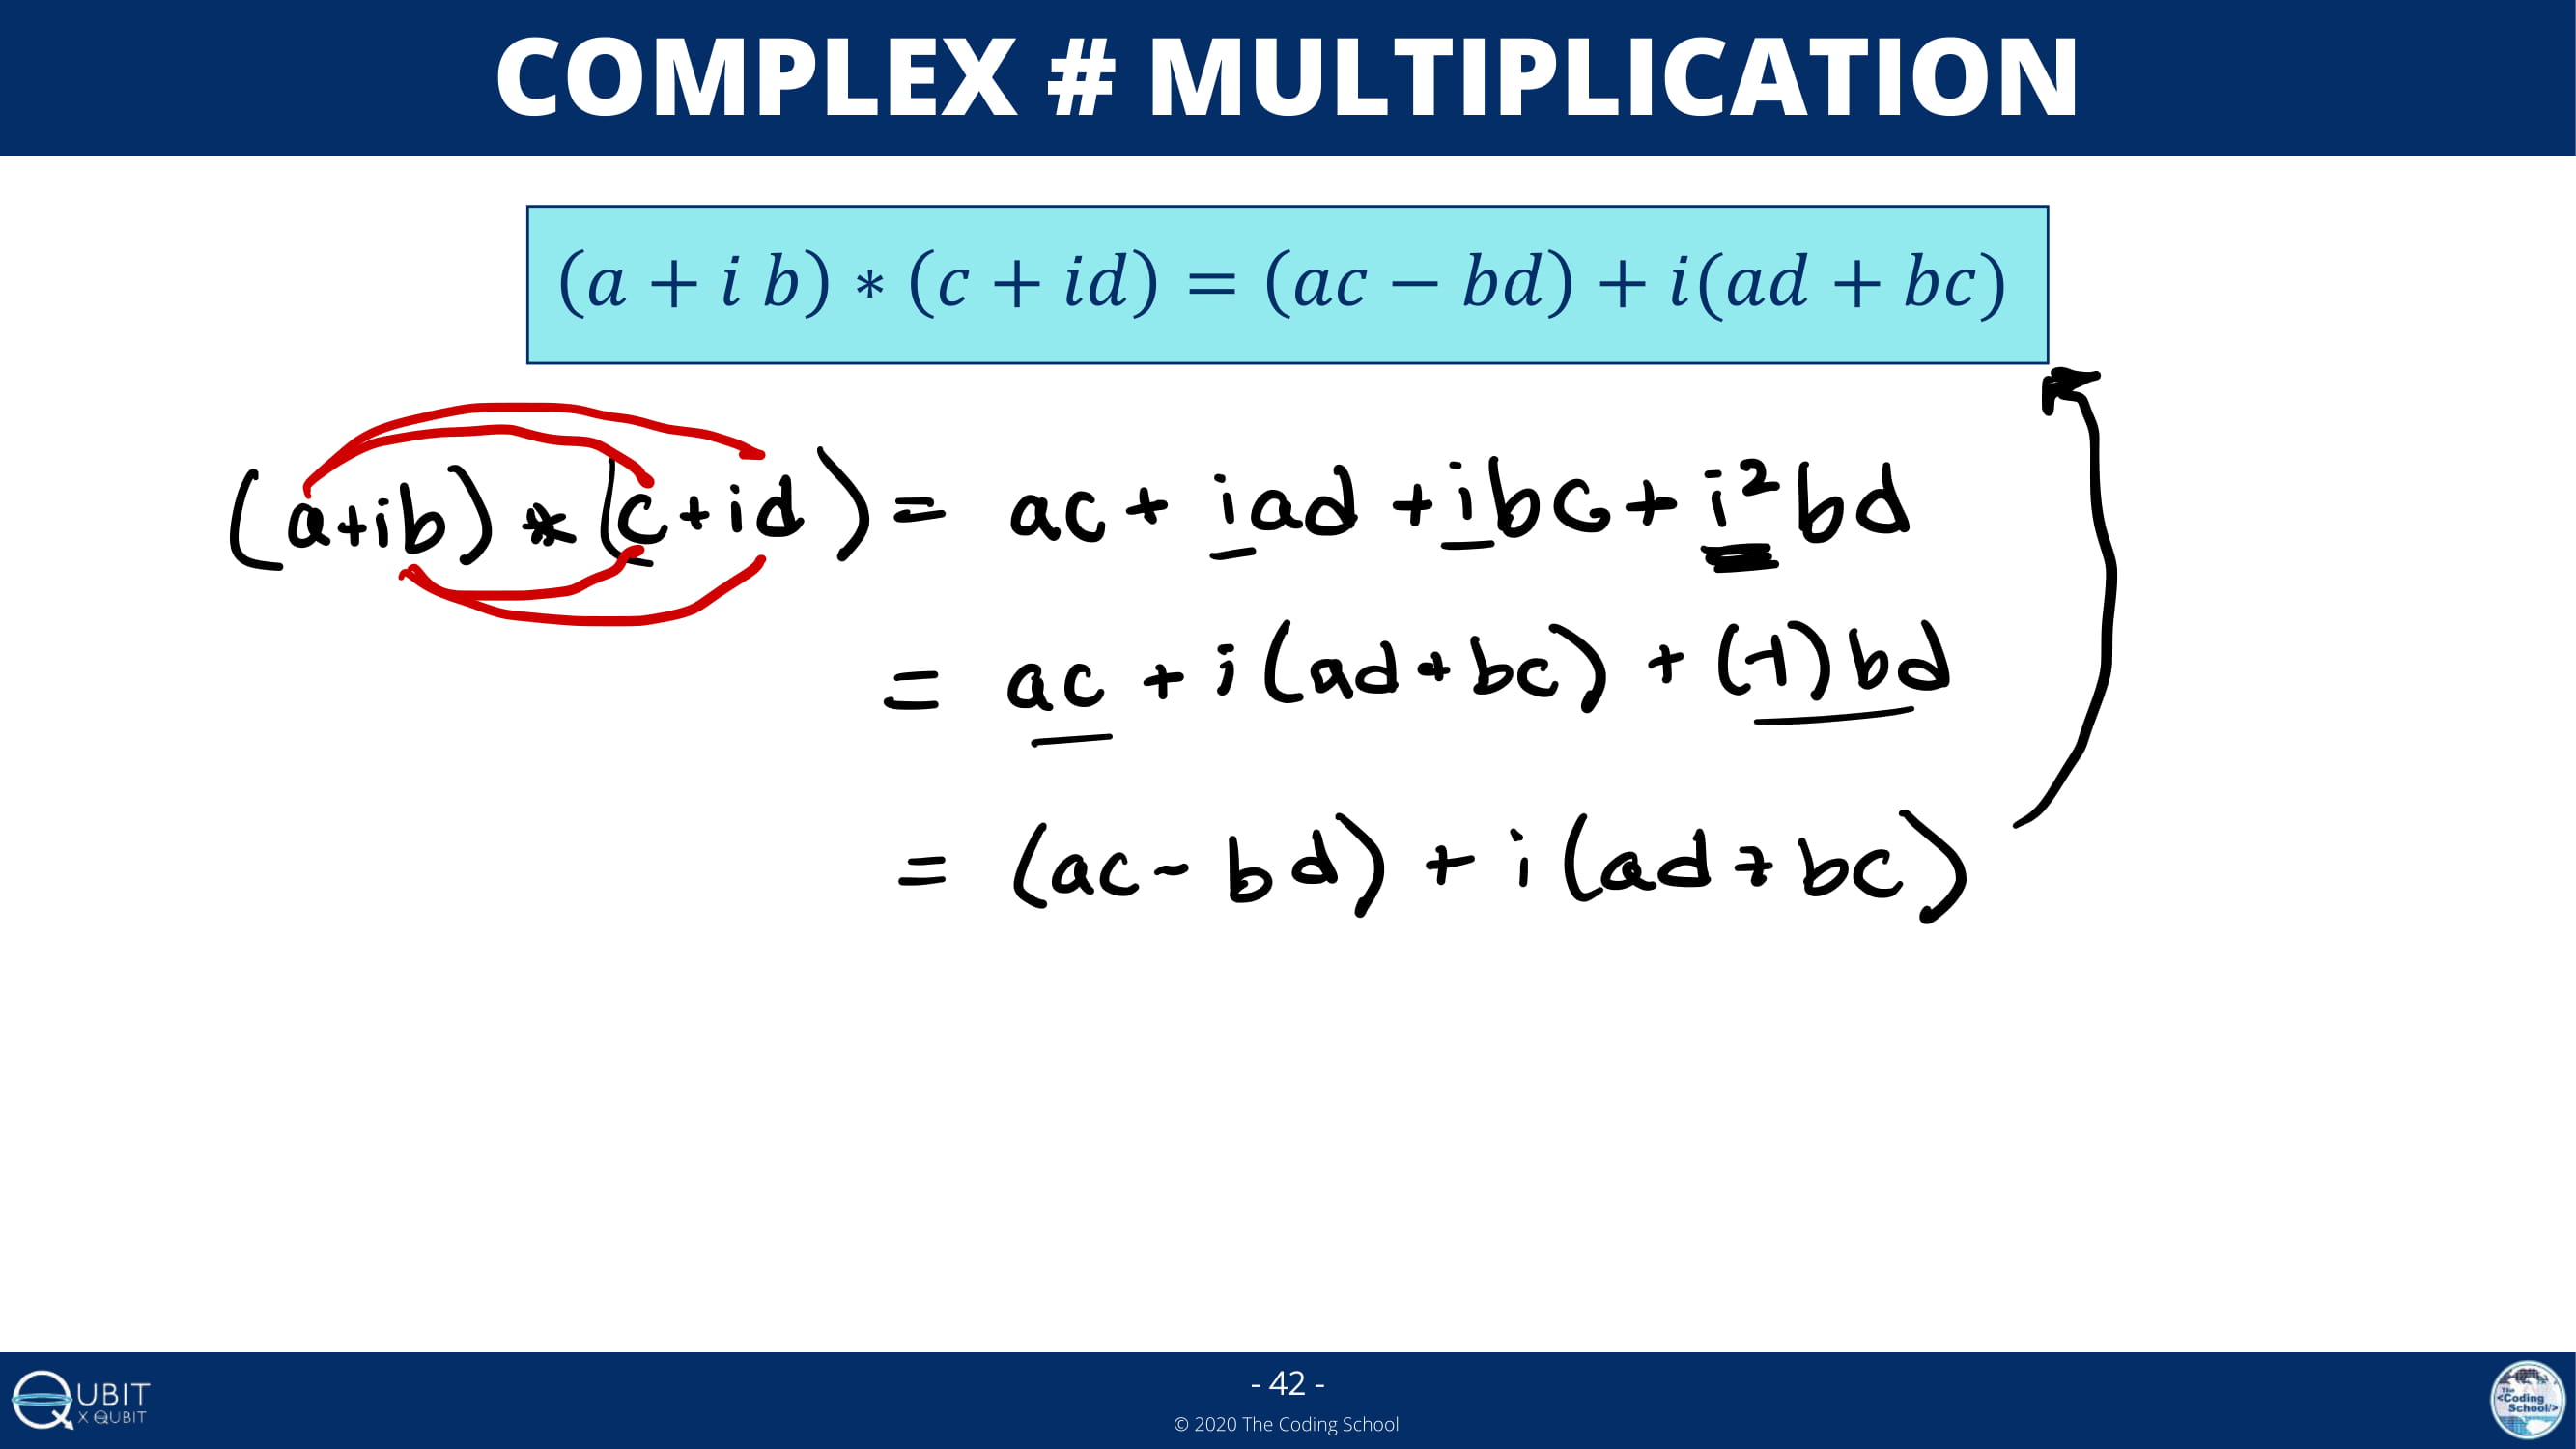 COMPLEX # MULTIPLICATION
(a + i b) ∗ (c + id) = (ac − bd) + i(ad + bc)
(a+ib) * (c+id) = ac + iad + ibc + i²bd
= ac + i(ad+bc) + (-1)bd
= (ac - bd) + i(ad+bc)
- 42 -
© 2020 The Coding School
QUBIT
X QUBIT
The
<Coding
School/>